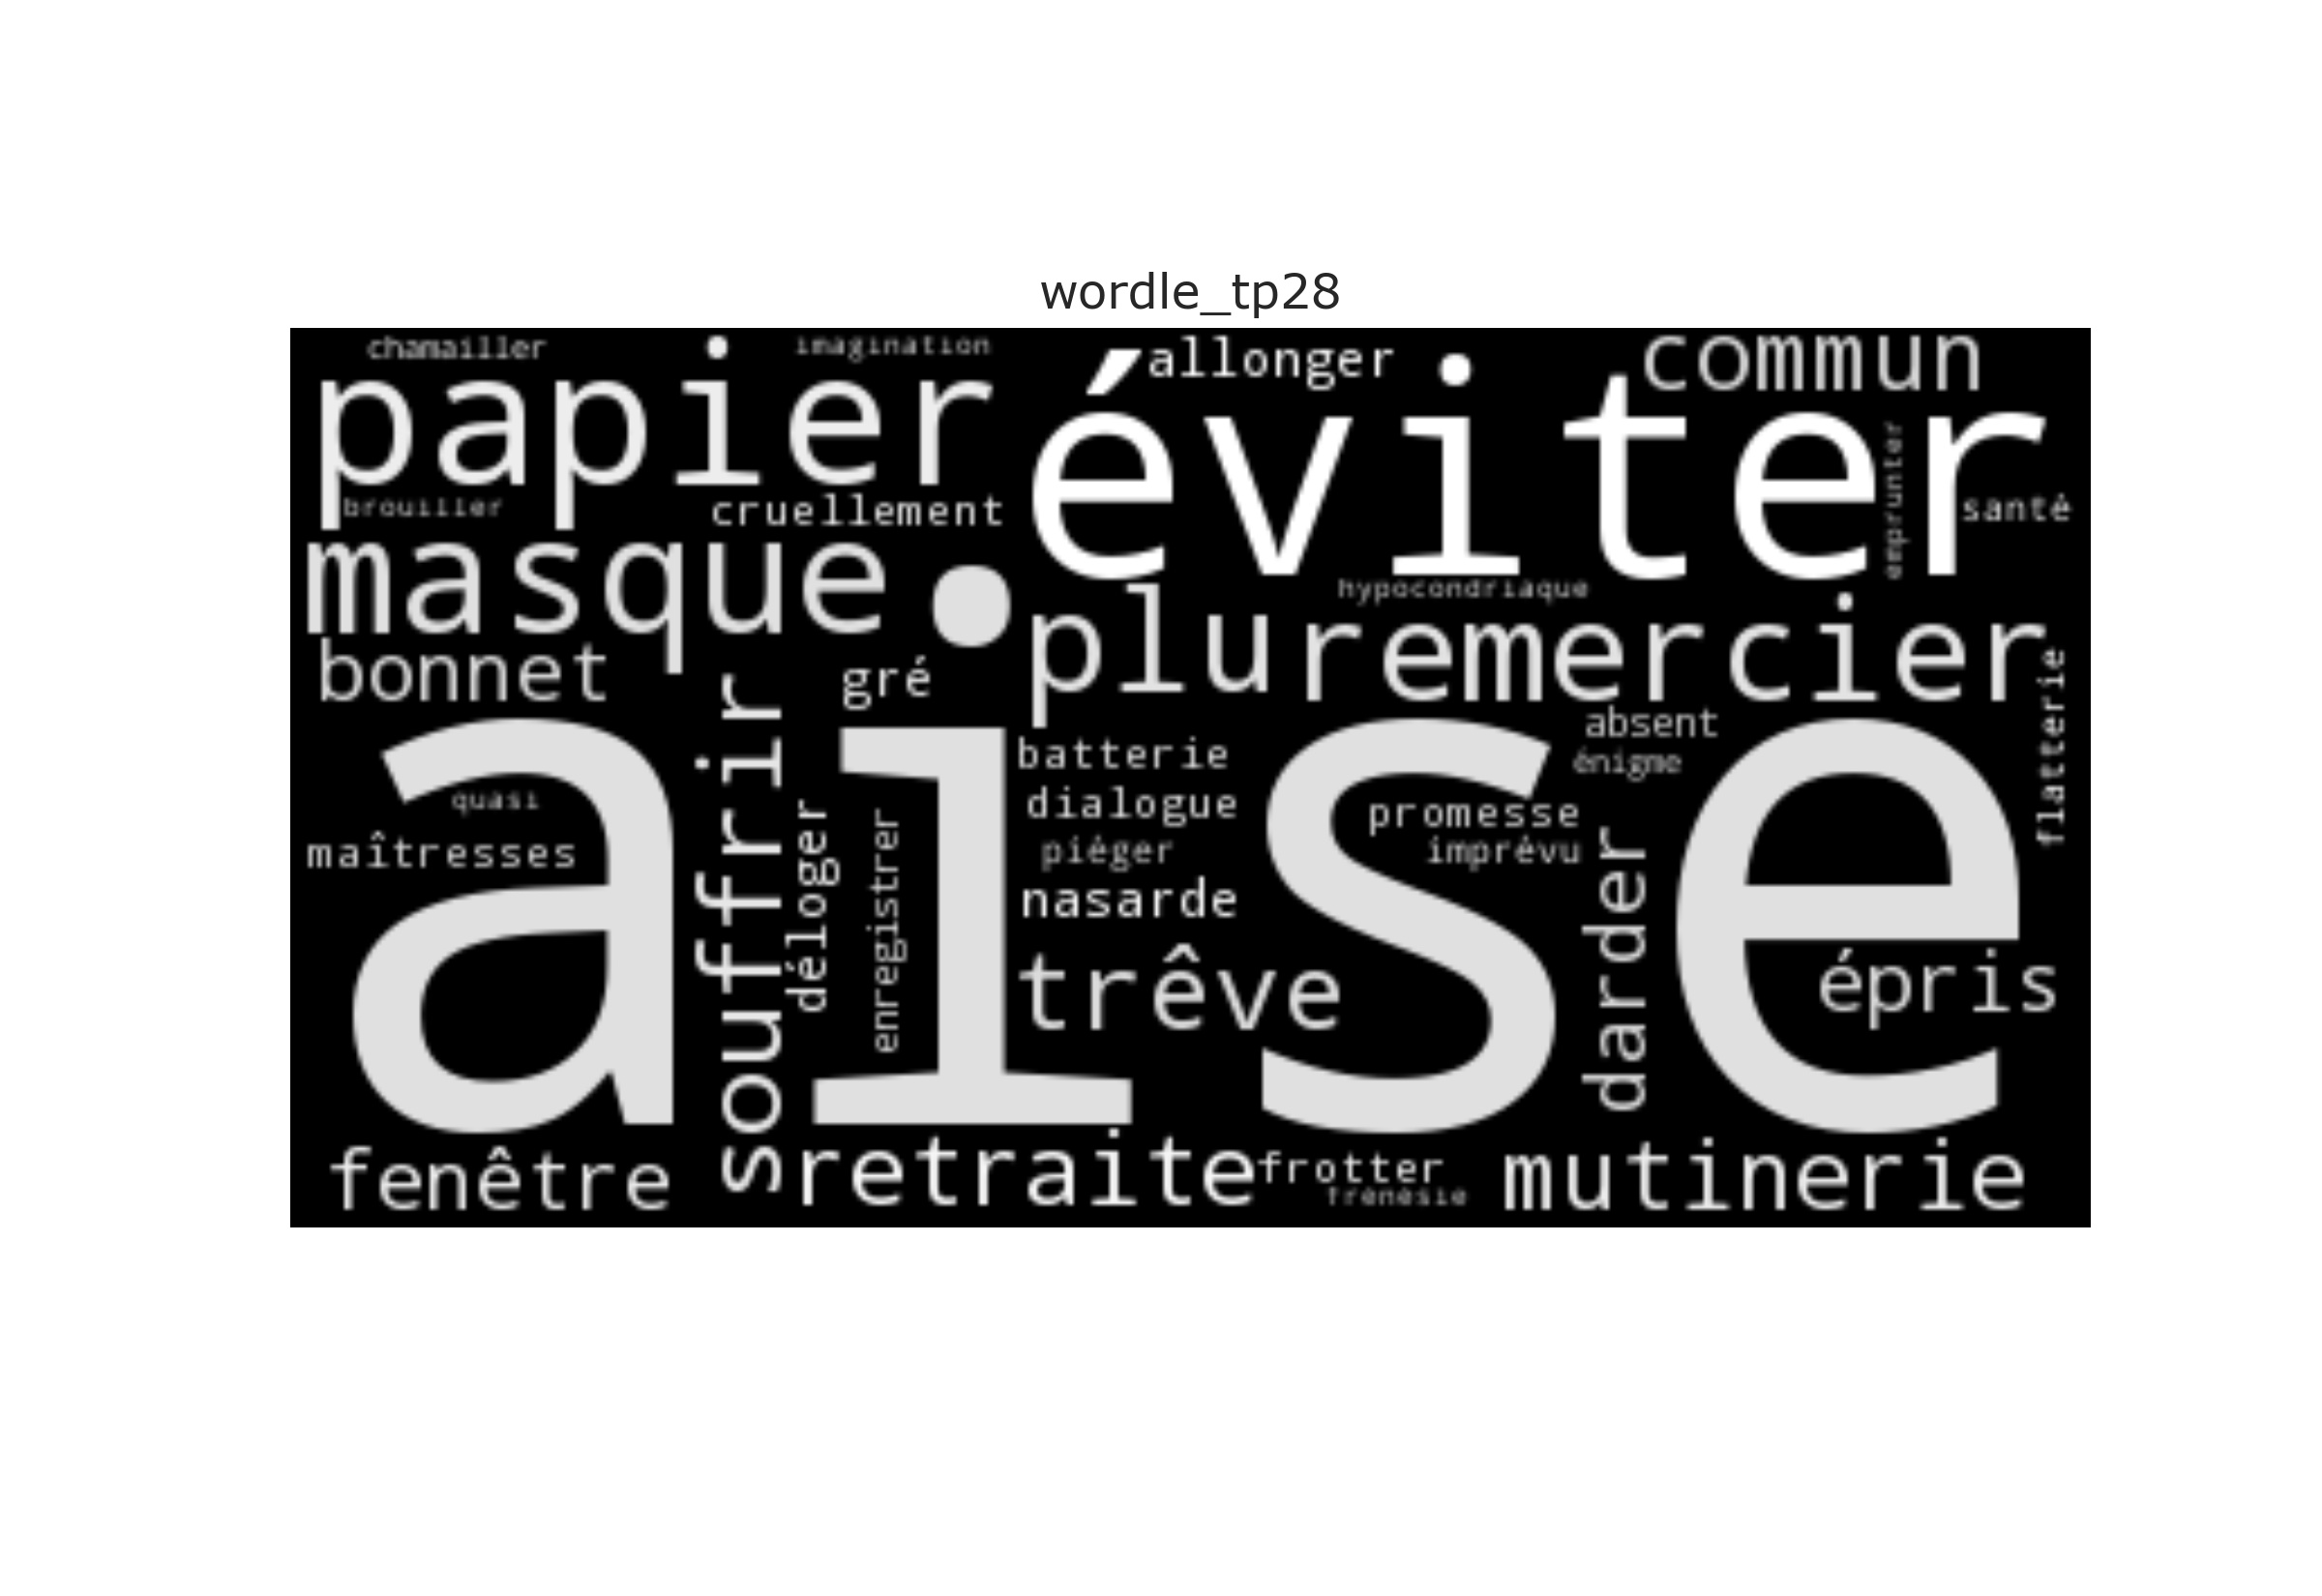 wordle_tp28
chamailler
imagination
allonger
commun
papier
éviter
emprunter
brouiller
cruellement
santé
masque
hypocondriaque
plu
remercier
bonnet
gré
flatterie
souffrir
absent
batterie
énigme
aise
quasi
dialogue
promesse
maîtresses
déloger
enregistrer
piéger
imprévu
nasarde
darder
trêve
épris
fenêtre
retraite
frotter
frénésie
mutinerie